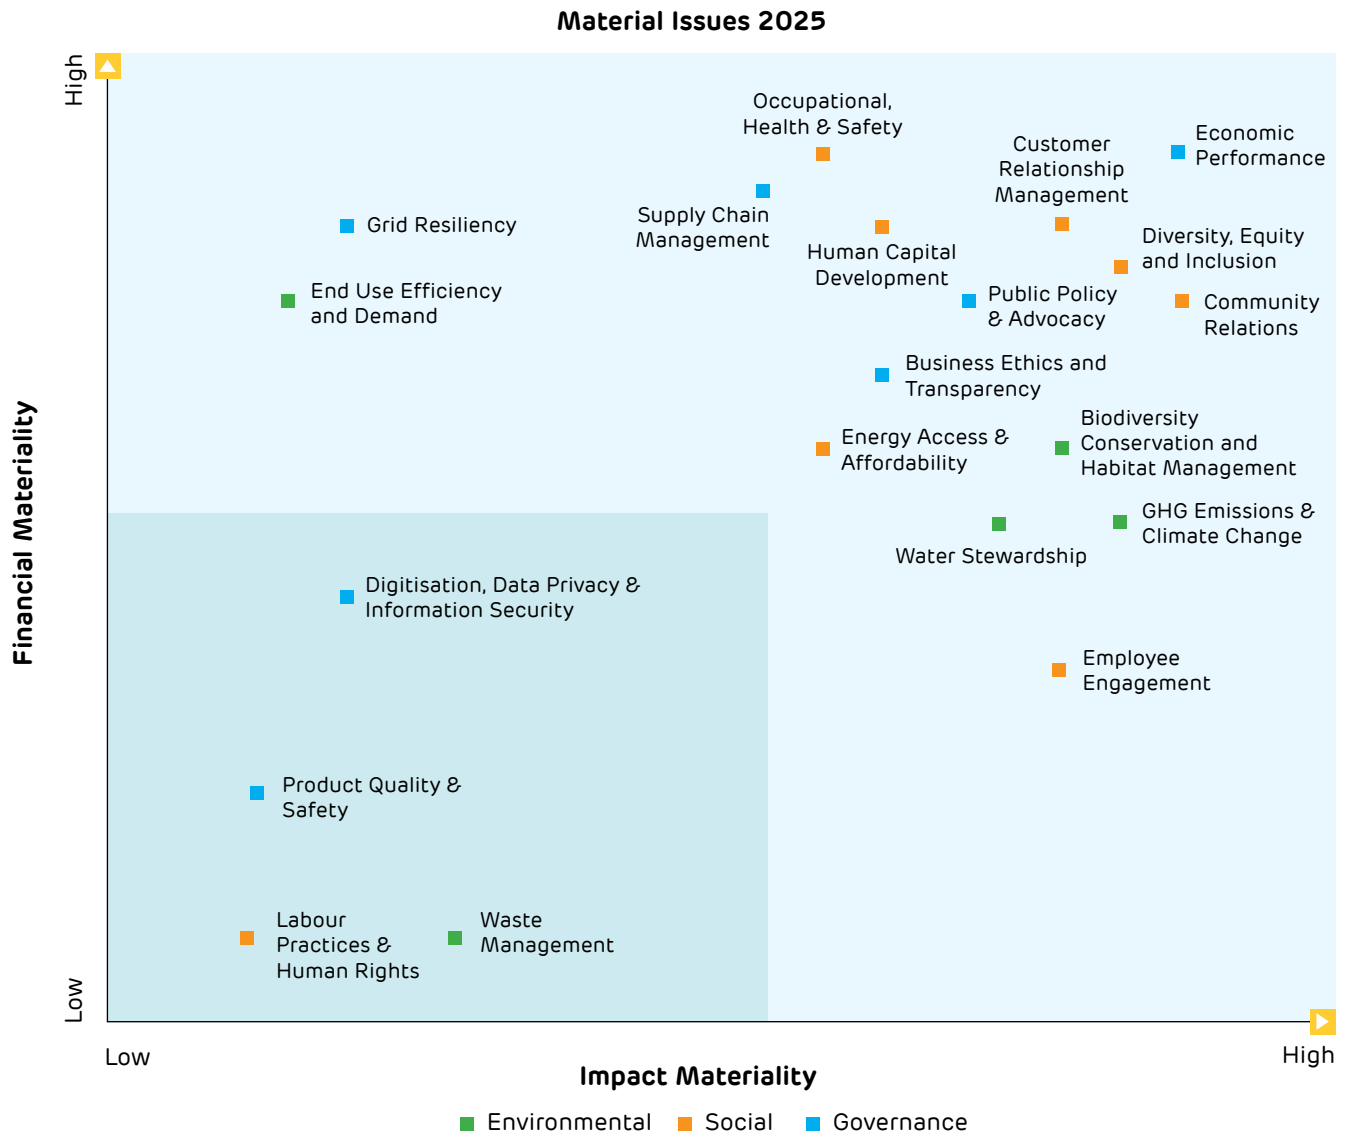 Material Issues 2025
High
Occupational,
Health & Safety
Economic
Performance
Customer
Relationship
Management
Supply Chain
Management
Grid Resiliency
Human Capital
Development
Diversity, Equity
and Inclusion
End Use Efficiency
and Demand
Public Policy
& Advocacy
Community
Relations
Business Ethics and
Transparency
Energy Access &
Affordability
Biodiversity
Conservation and
Habitat Management
GHG Emissions &
Climate Change
Water Stewardship
Financial Materiality
Digitisation, Data Privacy &
Information Security
Employee
Engagement
Product Quality &
Safety
Labour
Practices &
Human Rights
Waste
Management
Low
Low
High
Impact Materiality
Environmental
Social
Governance